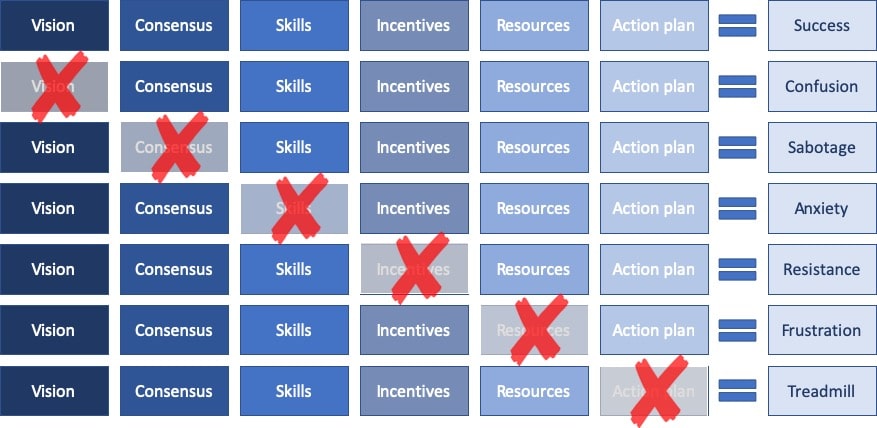 Vision Consensus Skills Incentives Resources Action plan = Success
Vision Consensus Skills Incentives Resources Action plan = Confusion
Vision Consensus Skills Incentives Resources Action plan = Sabotage
Vision Consensus Skills Incentives Resources Action plan = Anxiety
Vision Consensus Skills Incentives Resources Action plan = Resistance
Vision Consensus Skills Incentives Resources Action plan = Frustration
Vision Consensus Skills Incentives Resources Action plan = Treadmill